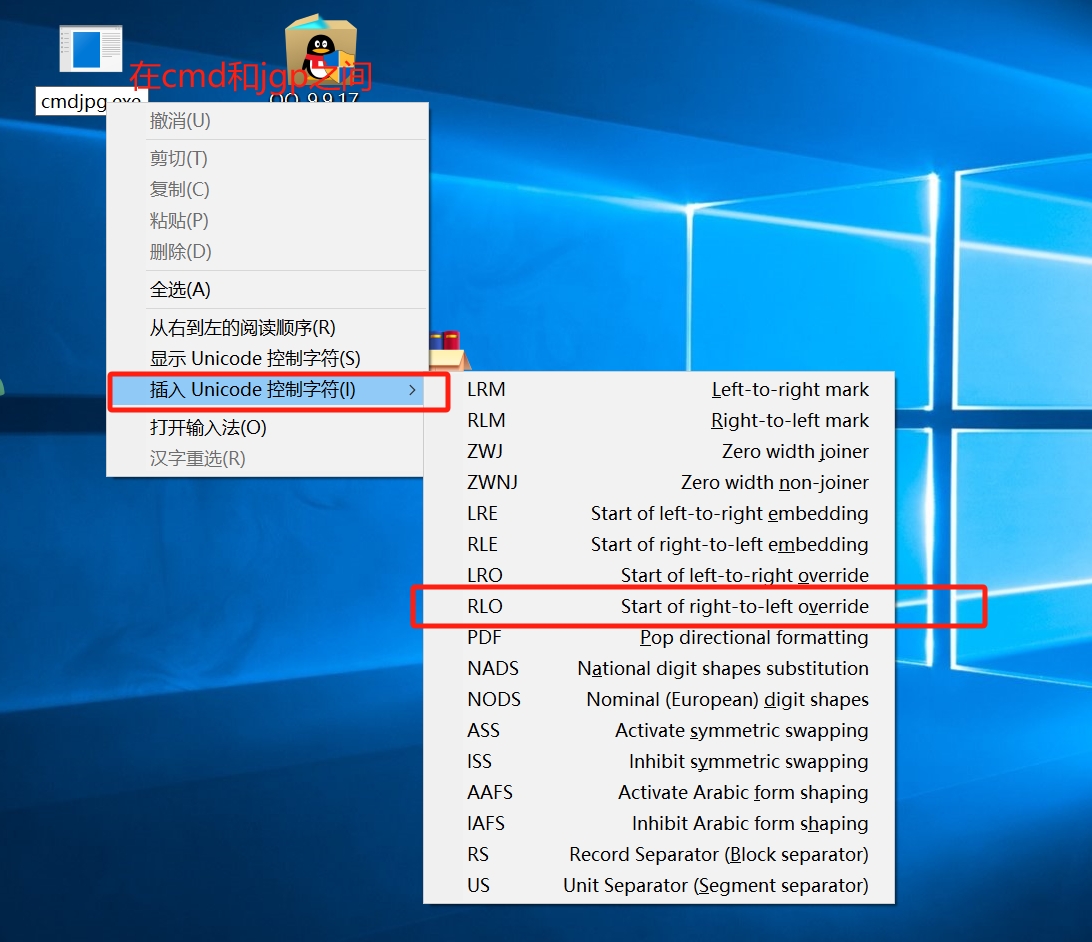 在cmd和jgp之间
cmdjpg.exe
QQ_9.9.17
撤消(U)
剪切(T)
复制(C)
粘贴(P)
删除(D)
全选(A)
从右到左的阅读顺序(R)
显示 Unicode 控制字符(S)
插入 Unicode 控制字符(I) >
打开输入法(O)
汉字重选(R)
LRM Left-to-right mark
RLM Right-to-left mark
ZWJ Zero width joiner
ZWNJ Zero width non-joiner
LRE Start of left-to-right embedding
RLE Start of right-to-left embedding
LRO Start of left-to-right override
RLO Start of right-to-left override
PDF Pop directional formatting
NADS National digit shapes substitution
NODS Nominal (European) digit shapes
ASS Activate symmetric swapping
ISS Inhibit symmetric swapping
AAFS Activate Arabic form shaping
IAFS Inhibit Arabic form shaping
RS Record Separator (Block separator)
US Unit Separator (Segment separator)